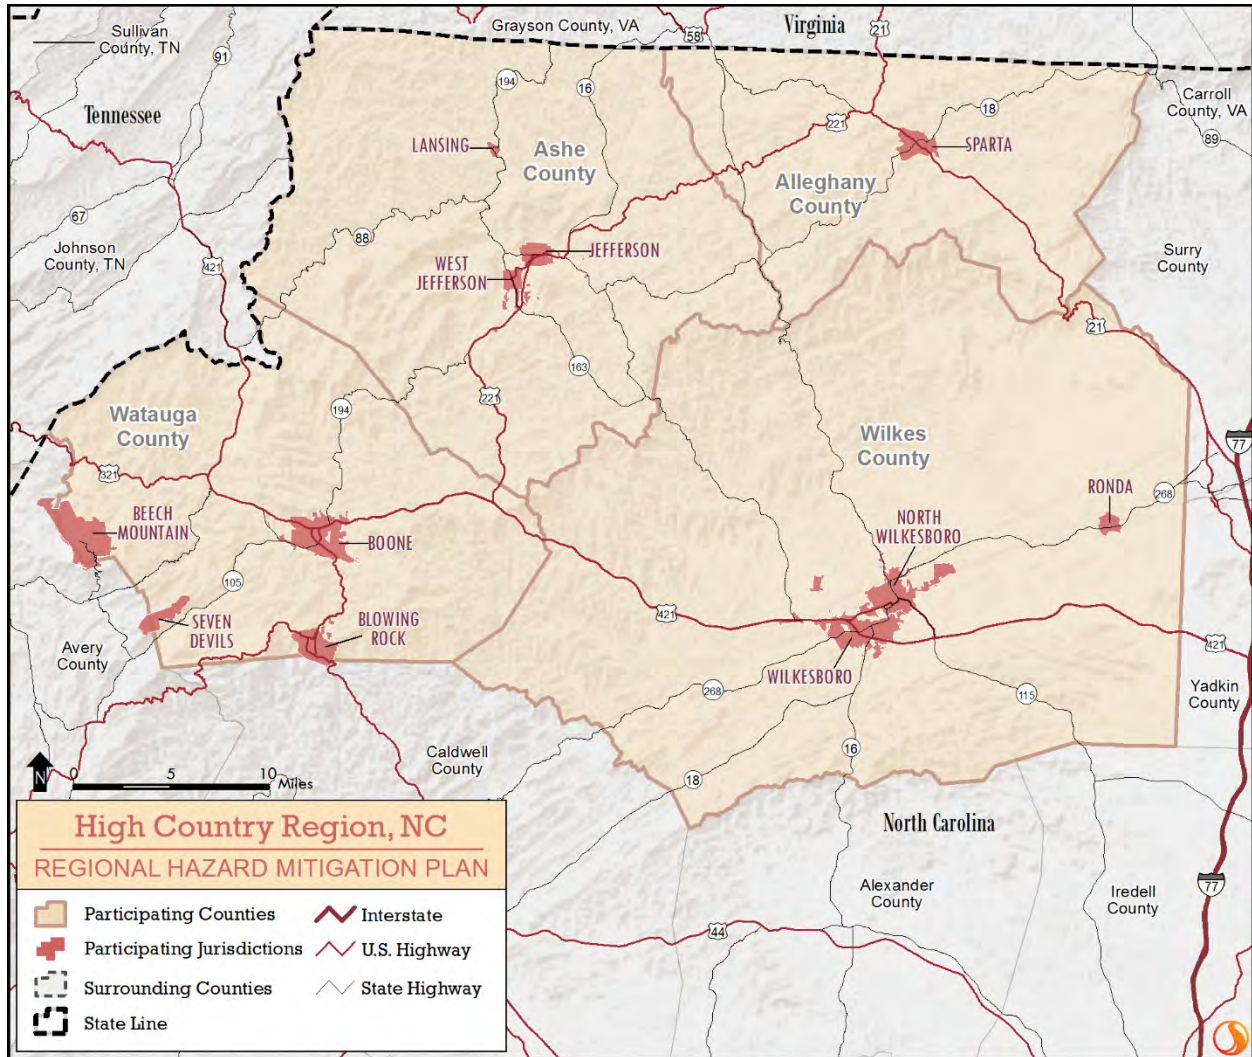 Sullivan
County, TN
91
Grayson County, VA
58
Virginia
21
Tennessee
194
16
18
Carroll
County, VA
221
89
LANSING
Ashe
County
SPARTA
Alleghany
County
67
88
Johnson
County, TN
421
JEFFERSON
WEST
JEFFERSON
Surry
County
21
163
221
194
Watauga
County
Wilkes
County
77
321
RONDA
268
BEECH
MOUNTAIN
BOONE
NORTH
WILKESBORO
105
SEVEN
DEVILS
BLOWING
ROCK
421
421
Avery
County
WILKESBORO
268
115
Yadkin
County
16
Caldwell
County
18
N
0 5 10
Miles
North Carolina
Alexander
County
Iredell
County
77
44
High Country Region, NC
REGIONAL HAZARD MITIGATION PLAN
Participating Counties
Interstate
Participating Jurisdictions
U.S. Highway
Surrounding Counties
State Highway
State Line